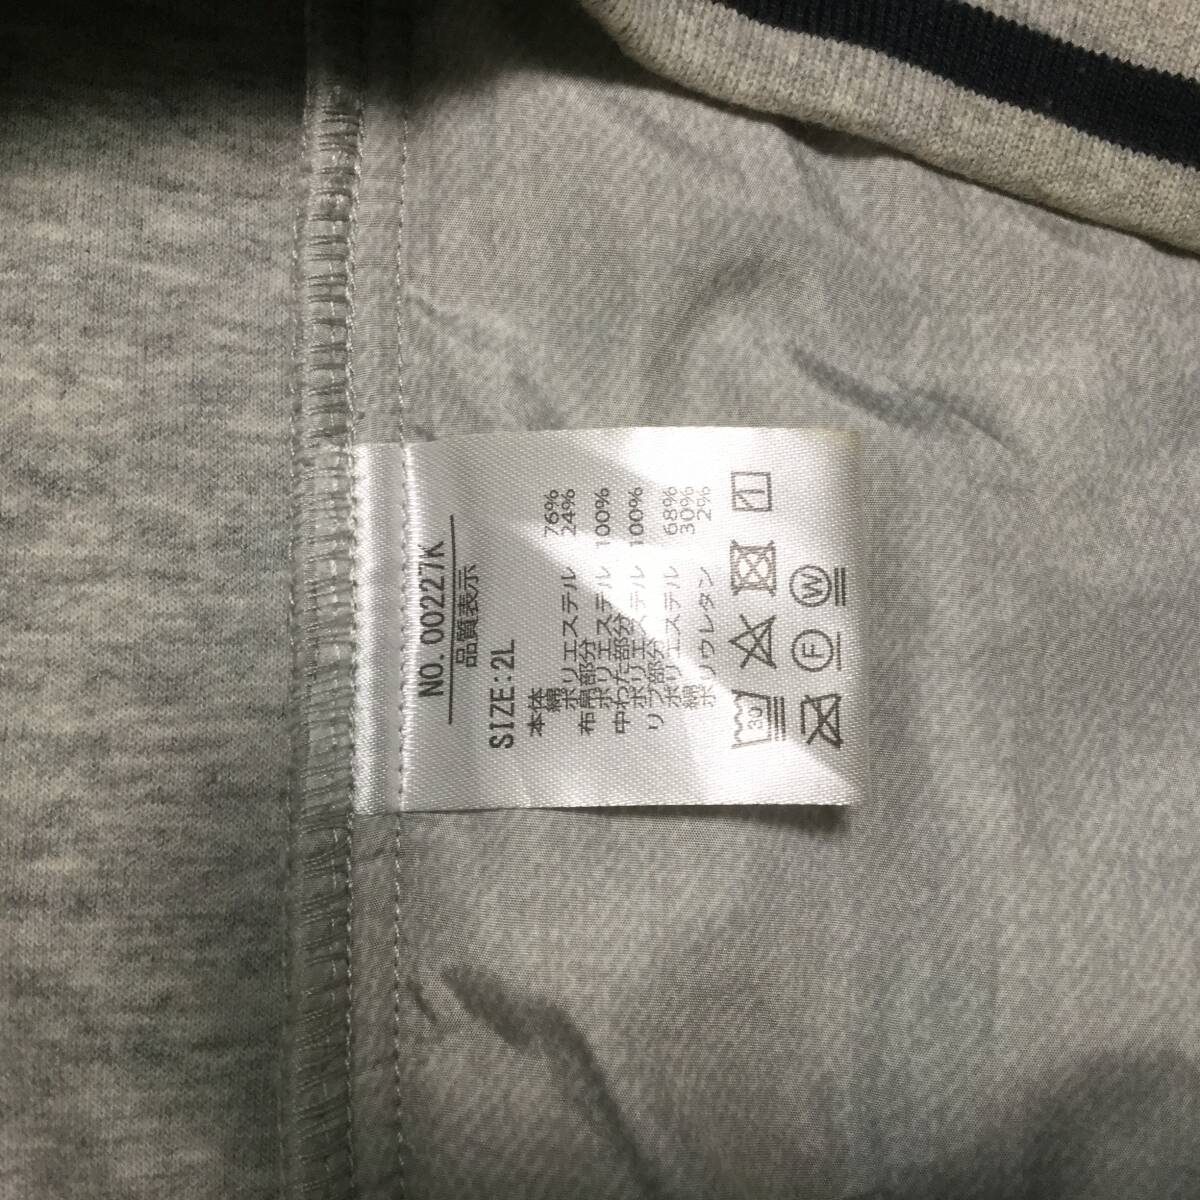 NO.00227K
品質表示
SIZE:2L
本体
綿 76%
ポリエステル 24%
布帛部分
ポリエステル 100%
中わた部分
ポリエステル 100%
リブ部分
ポリエステル 68%
綿 30%
ポリウレタン 2%
30
F W